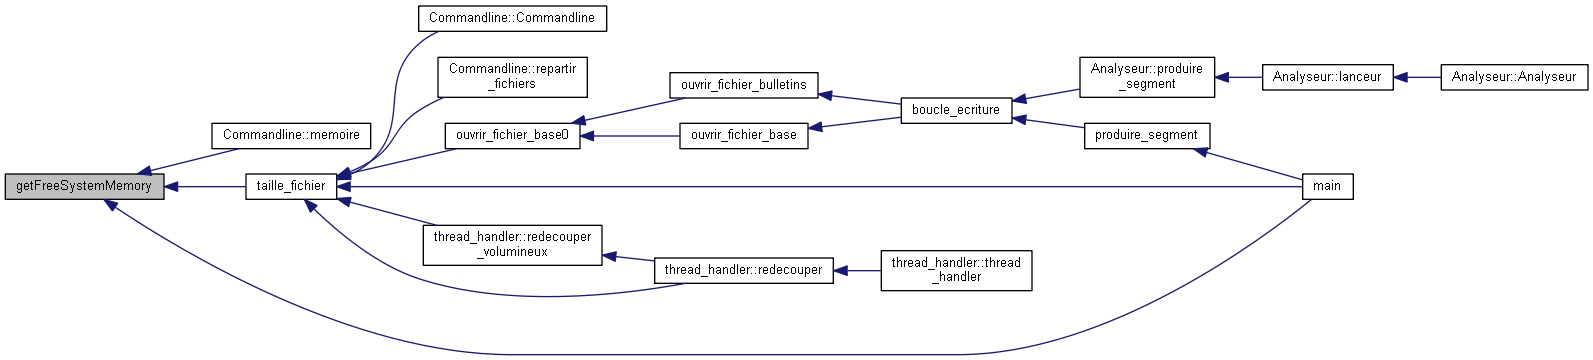 Commandline::Commandline
Commandline::repartir
_fichiers
ouvrir_fichier_bulletins
Analyseur::produire
_segment
Analyseur::lanceur
Analyseur::Analyseur
boucle_ecriture
Commandline::memoire
ouvrir_fichier_base0
ouvrir_fichier_base
produire_segment
getFreeSystemMemory
taille_fichier
main
thread_handler::redecouper
_volumineux
thread_handler::redecouper
thread_handler::thread
_handler